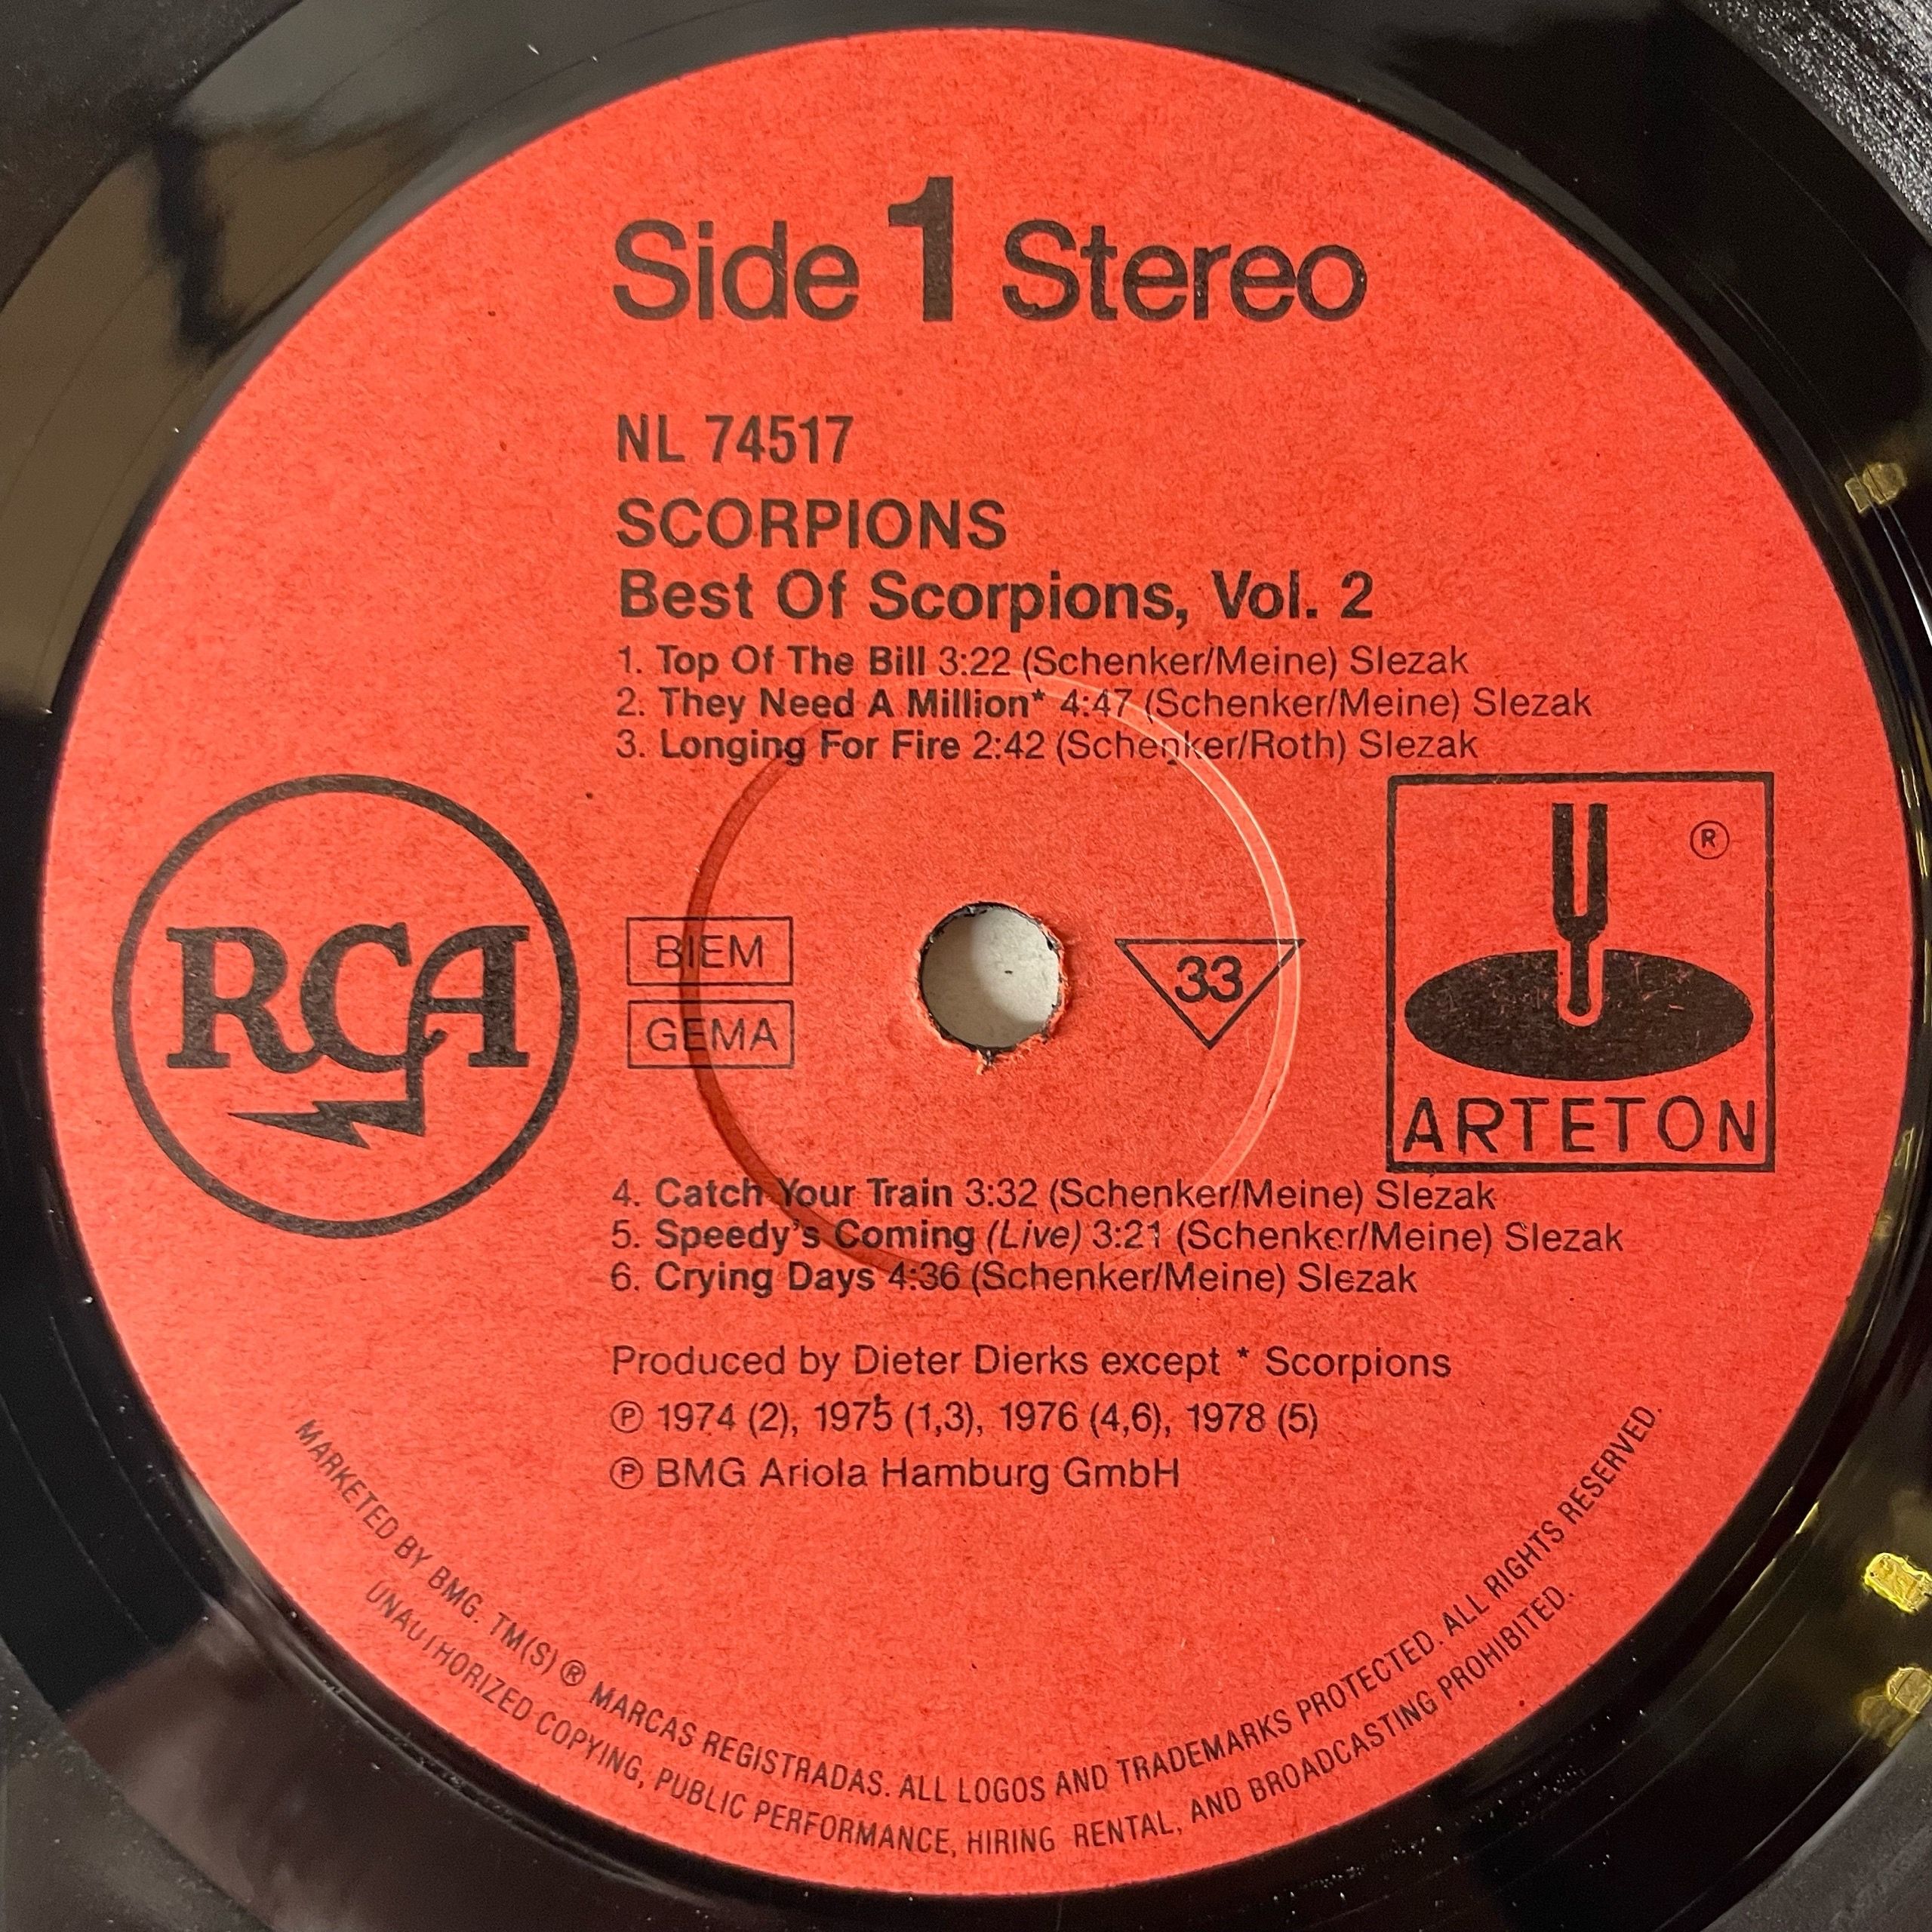 Side 1 Stereo
NL 74517
SCORPIONS
Best Of Scorpions, Vol. 2
1. Top Of The Bill 3:22 (Schenker/Meine) Slezak
2. They Need A Million* 4:47 (Schenker/Meine) Slezak
3. Longing For Fire 2:42 (Schenker/Roth) Slezak
RCA
BIEM
GEMA
33
®
ARTETON
4. Catch Your Train 3:32 (Schenker/Meine) Slezak
5. Speedy's Coming (Live) 3:21 (Schenker/Meine) Slezak
6. Crying Days 4:36 (Schenker/Meine) Slezak
Produced by Dieter Dierks except * Scorpions
℗ 1974 (2), 1975 (1,3), 1976 (4,6), 1978 (5)
℗ BMG Ariola Hamburg GmbH
MARKETED BY BMG. TM(S) ® MARCAS REGISTRADAS. ALL LOGOS AND TRADEMARKS PROTECTED. ALL RIGHTS RESERVED.
UNAUTHORIZED COPYING, PUBLIC PERFORMANCE, HIRING RENTAL, AND BROADCASTING PROHIBITED.